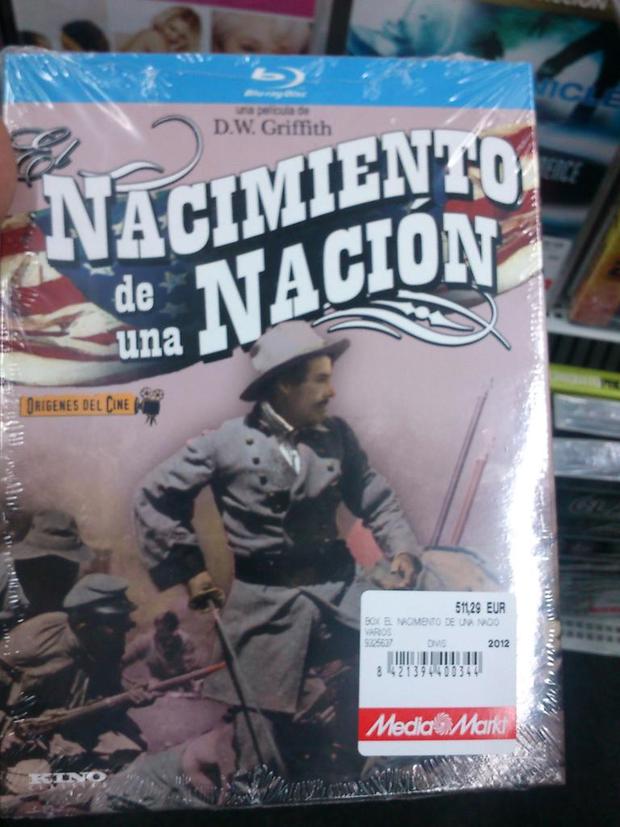 Blu-ray Disc
una película de
D.W. Griffith
El
NACIMIENTO
de
una NACIÓN
ORÍGENES DEL CINE
511,29 EUR
BOX EL NACIMIENTO DE UNA NACIO
VARIOS
9325637 DIVIS 2012
8 421394 400344
Media Markt
KINO